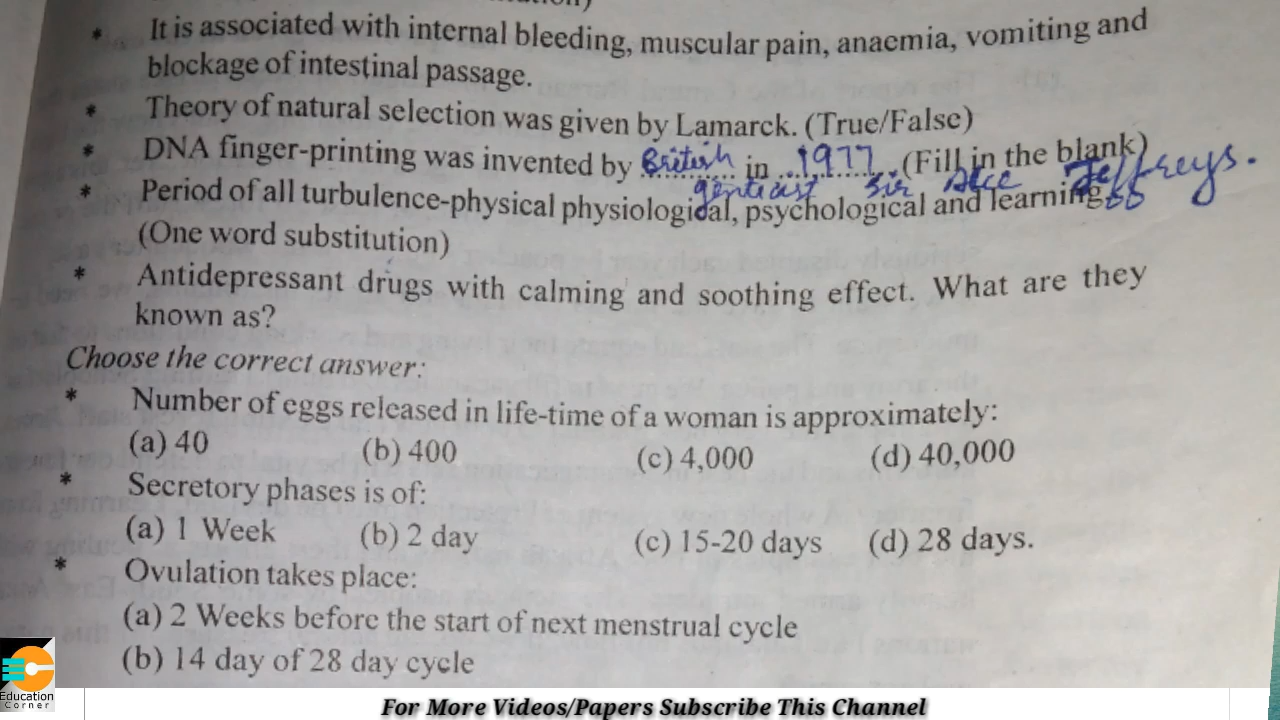 * It is associated with internal bleeding, muscular pain, anaemia, vomiting and
blockage of intestinal passage.
* Theory of natural selection was given by Lamarck. (True/False)
* DNA finger-printing was invented by British in 1977 (Fill in the blank)
Sir Jeffreys.
* Period of all turbulence-physical physiological, psychological and learning.
(One word substitution)
* Antidepressant drugs with calming and soothing effect. What are they
known as?
Choose the correct answer:
* Number of eggs released in life-time of a woman is approximately:
(a) 40 (b) 400 (c) 4,000 (d) 40,000
* Secretory phases is of:
(a) 1 Week (b) 2 day (c) 15-20 days (d) 28 days.
* Ovulation takes place:
(a) 2 Weeks before the start of next menstrual cycle
(b) 14 day of 28 day cycle
Education
Corner
For More Videos/Papers Subscribe This Channel